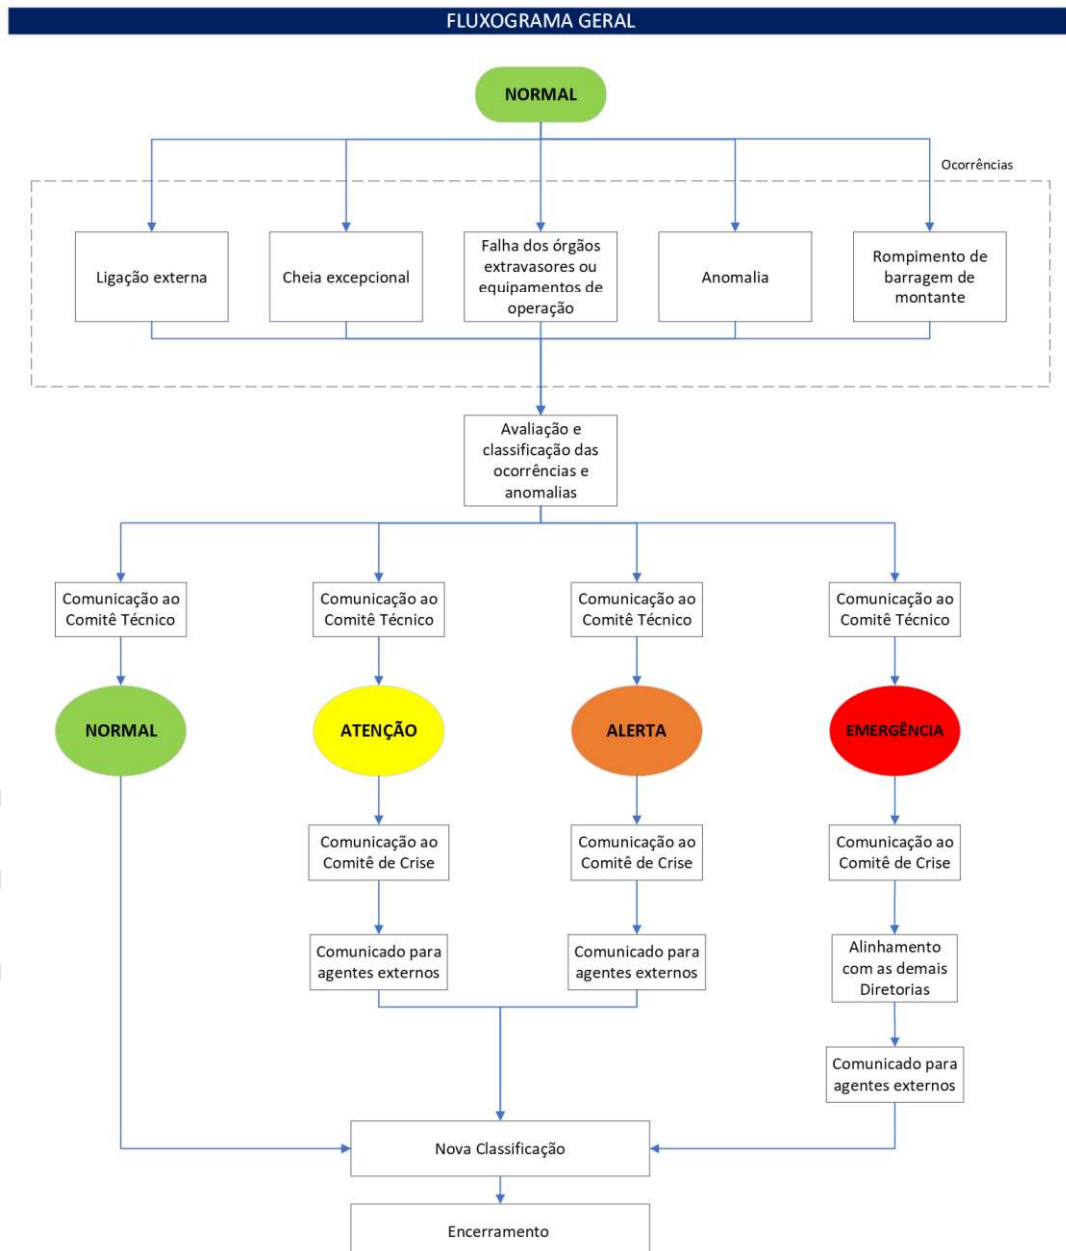 FLUXOGRAMA GERAL
NORMAL
Ocorrências
Ligação externa
Cheia excepcional
Falha dos órgãos
extravasores ou
equipamentos de
operação
Anomalia
Rompimento de
barragem de
montante
Avaliação e
classificação das
ocorrências e
anomalias
Comunicação ao
Comitê Técnico
Comunicação ao
Comitê Técnico
Comunicação ao
Comitê Técnico
Comunicação ao
Comitê Técnico
NORMAL
ATENÇÃO
ALERTA
EMERGÊNCIA
Comunicação ao
Comitê de Crise
Comunicação ao
Comitê de Crise
Comunicação ao
Comitê de Crise
Comunicado para
agentes externos
Comunicado para
agentes externos
Alinhamento
com as demais
Diretorias
Comunicado para
agentes externos
Nova Classificação
Encerramento